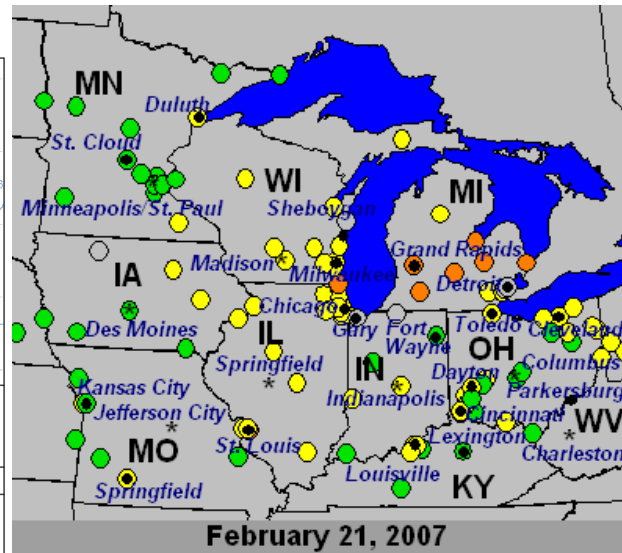 MN
Duluth
St. Cloud
WI
MI
Minneapolis/St. Paul
Sheboygan
Grand Rapids
Madison
Milwaukee
IA
Detroit
Chicago
Des Moines
Gary
Fort Wayne
Toledo
Cleveland
IL
OH
Springfield
IN
Columbus
Kansas City
Dayton
Indianapolis
Parkersburg
Jefferson City
Cincinnati
WV
St. Louis
Lexington
MO
Charleston
Louisville
Springfield
KY
February 21, 2007